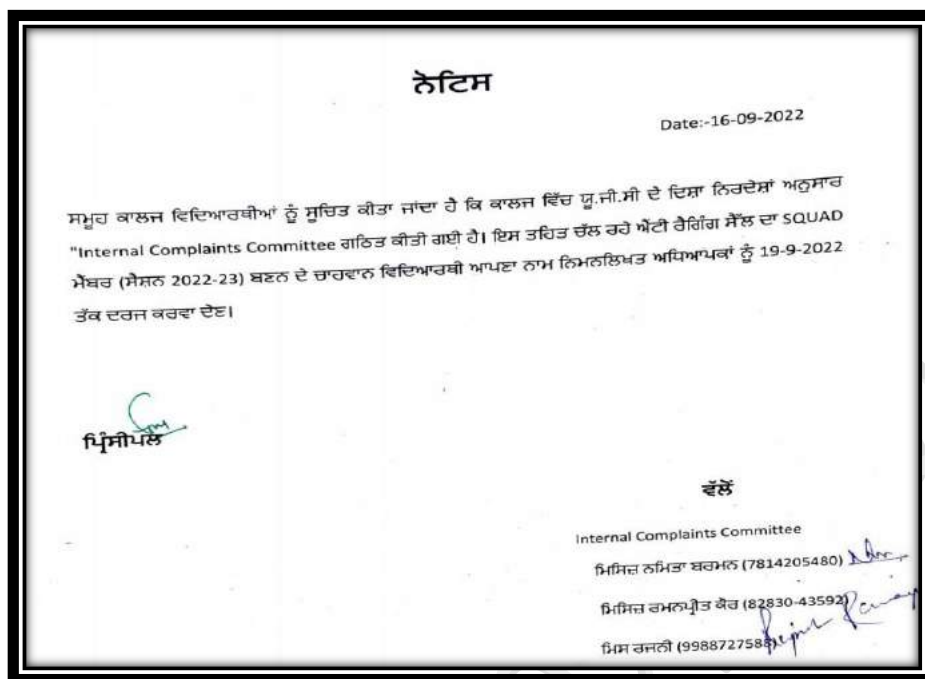 ਨੋਟਿਸ
Date:-16-09-2022
ਸਮੂਹ ਕਾਲਜ ਵਿਦਿਆਰਥੀਆਂ ਨੂੰ ਸੂਚਿਤ ਕੀਤਾ ਜਾਂਦਾ ਹੈ ਕਿ ਕਾਲਜ ਵਿੱਚ ਯੂ.ਜੀ.ਸੀ ਦੇ ਦਿਸ਼ਾ ਨਿਰਦੇਸ਼ਾਂ ਅਨੁਸਾਰ
"Internal Complaints Committee ਗਠਿਤ ਕੀਤੀ ਗਈ ਹੈ। ਇਸ ਤਹਿਤ ਚੱਲ ਰਹੇ ਐਂਟੀ ਰੈਗਿੰਗ ਸੈੱਲ ਦਾ SQUAD
ਮੈਂਬਰ (ਸੈਸ਼ਨ 2022-23) ਬਣਨ ਦੇ ਚਾਹਵਾਨ ਵਿਦਿਆਰਥੀ ਆਪਣਾ ਨਾਮ ਨਿਮਨਲਿਖਤ ਅਧਿਆਪਕਾਂ ਨੂੰ 19-9-2022
ਤੱਕ ਦਰਜ ਕਰਵਾ ਦੇਣ।
ਪ੍ਰਿੰਸੀਪਲ
ਵੱਲੋਂ
Internal Complaints Committee
ਮਿਸਿਜ਼ ਨਮਿਤਾ ਬਰਮਨ (7814205480)
ਮਿਸਿਜ਼ ਰਮਨਪ੍ਰੀਤ ਕੌਰ (82830-43592)
ਮਿਸ ਰਜਨੀ (9988727588)